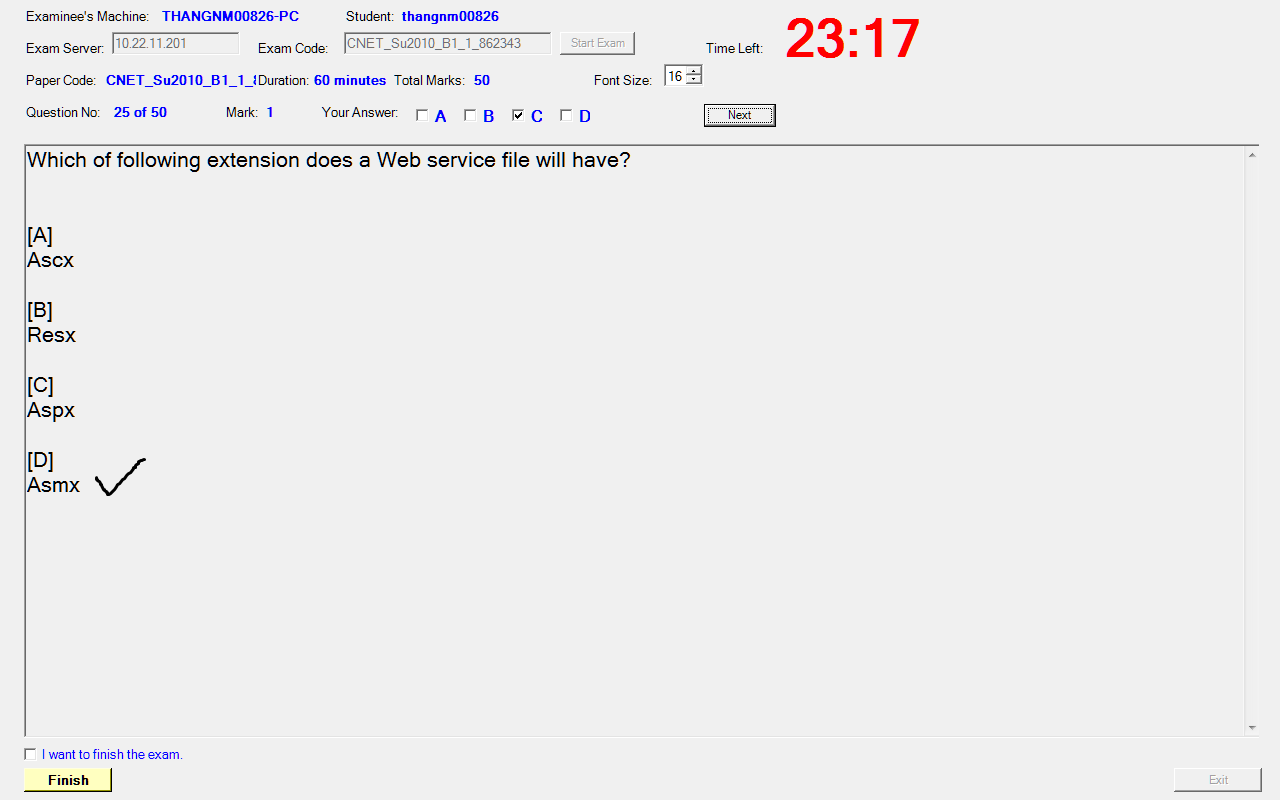 Examinee's Machine: THANGNM00826-PC Student: thangnm00826
Exam Server: 10.22.11.201 Exam Code: CNET_Su2010_B1_1_862343 Start Exam Time Left: 23:17
Paper Code: CNET_Su2010_B1_1_ Duration: 60 minutes Total Marks: 50 Font Size: 16
Question No: 25 of 50 Mark: 1 Your Answer: A B C D Next
Which of following extension does a Web service file will have?
[A]
Ascx
[B]
Resx
[C]
Aspx
[D]
Asmx
I want to finish the exam.
Finish Exit